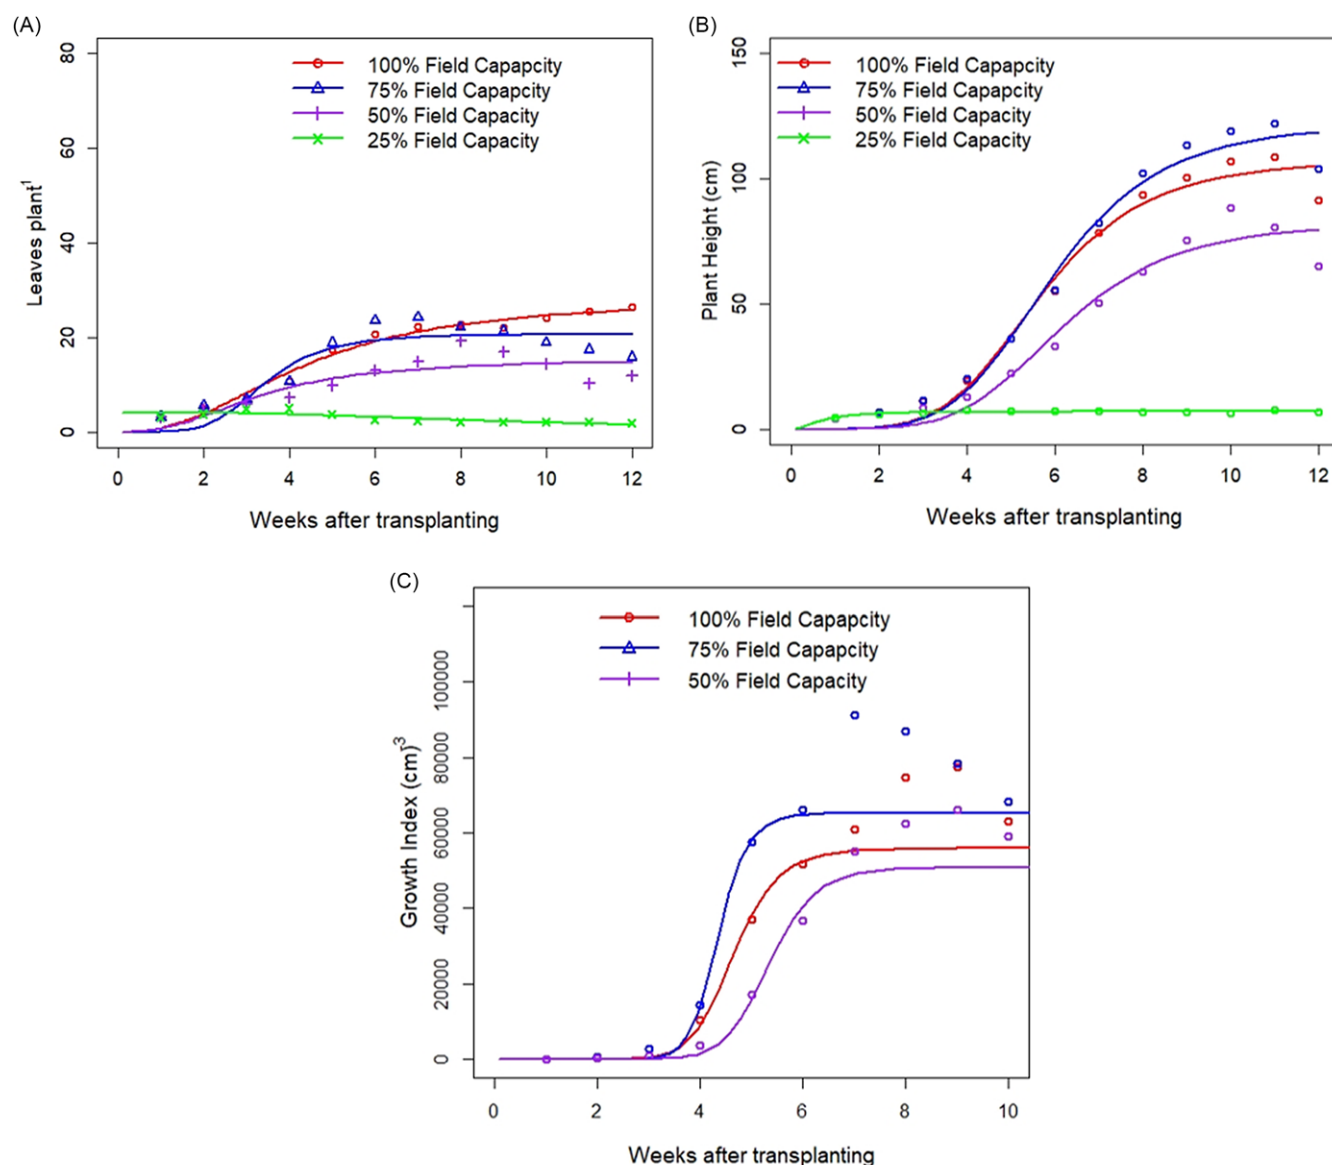 (A)
80
60
40
20
0
Leaves plant¹
100% Field Capapcity
75% Field Capapcity
50% Field Capacity
25% Field Capacity
0 2 4 6 8 10 12
Weeks after transplanting
(B)
150
100
50
0
Plant Height (cm)
100% Field Capapcity
75% Field Capapcity
50% Field Capacity
25% Field Capacity
0 2 4 6 8 10 12
Weeks after transplanting
(C)
100000
80000
60000
40000
20000
0
Growth Index (cm)³
100% Field Capapcity
75% Field Capapcity
50% Field Capacity
0 2 4 6 8 10
Weeks after transplanting